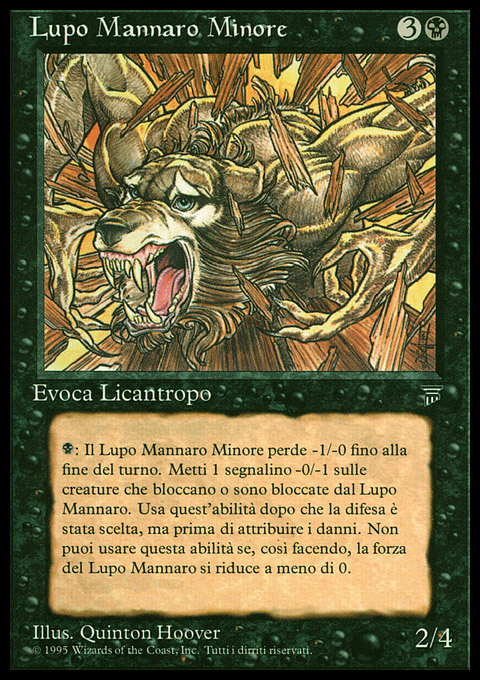 Lupo Mannaro Minore 3
Evoca Licantropo
: Il Lupo Mannaro Minore perde -1/-0 fino alla
fine del turno. Metti 1 segnalino -0/-1 sulle
creature che bloccano o sono bloccate dal Lupo
Mannaro. Usa quest'abilità dopo che la difesa è
stata scelta, ma prima di attribuire i danni. Non
puoi usare questa abilità se, così facendo, la forza
del Lupo Mannaro si riduce a meno di 0.
Illus. Quinton Hoover
2/4
© 1995 Wizards of the Coast, Inc. Tutti i diritti riservati.